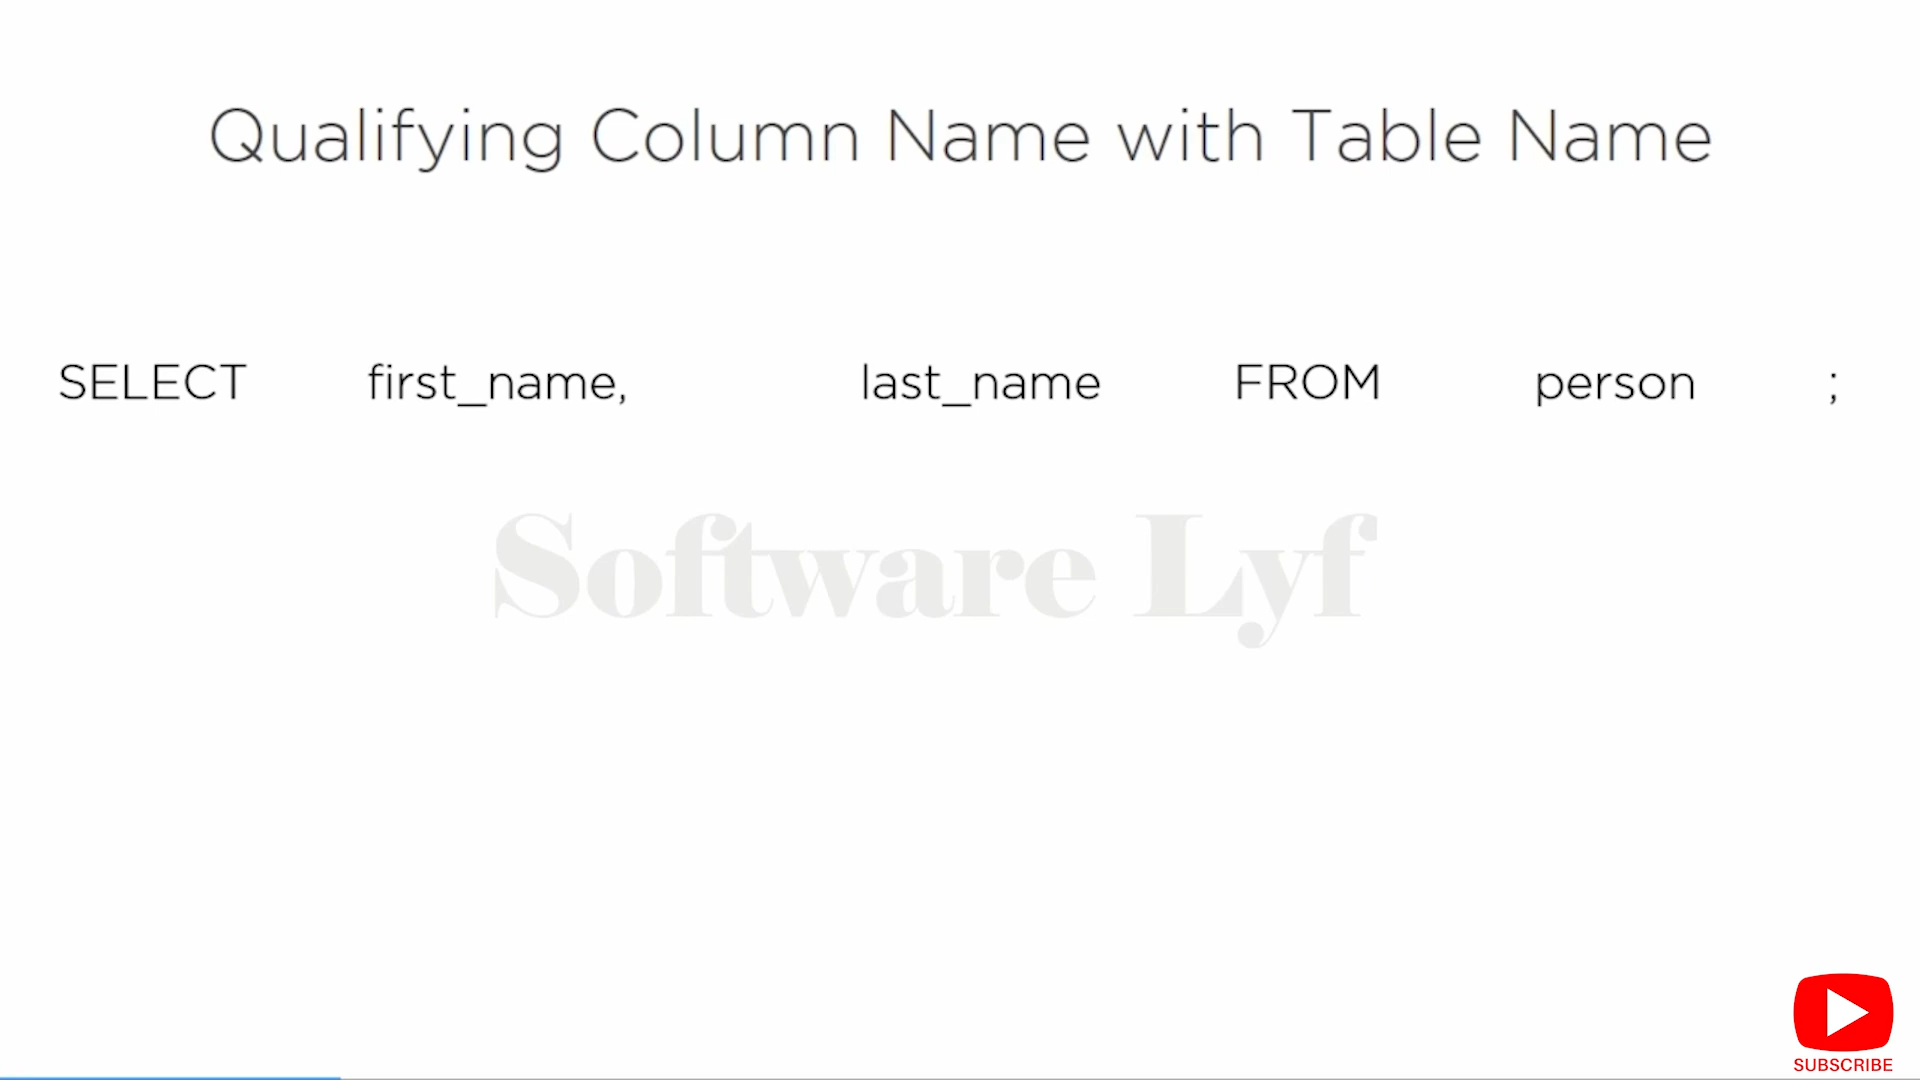 Qualifying Column Name with Table Name
SELECT first_name, last_name FROM person ;
Software Lyf
SUBSCRIBE